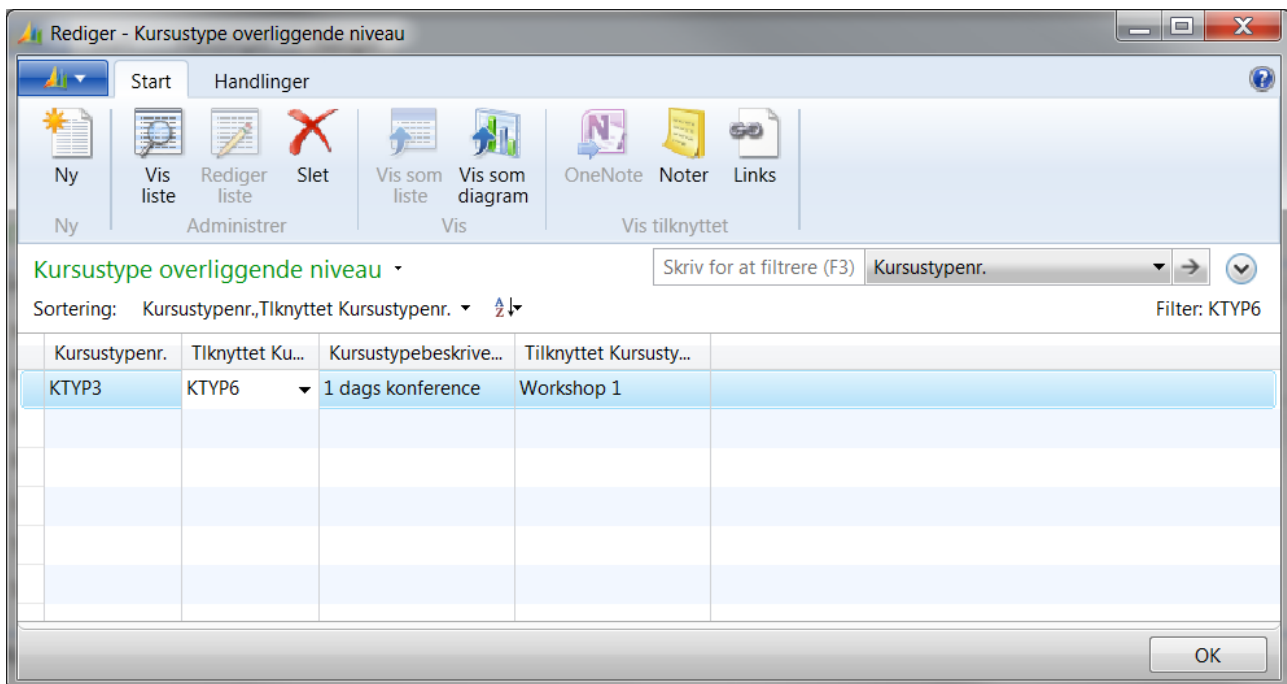 Rediger - Kursustype overliggende niveau
Start Handlinger
Ny Vis liste Rediger liste Slet Vis som liste Vis som diagram OneNote Noter Links
Ny Administrer Vis Vis tilknyttet
Kursustype overliggende niveau Skriv for at filtrere (F3) Kursustypenr.
Sortering: Kursustypenr.,Tlknyttet Kursustypenr. AZ Filter: KTYP6
Kursustypenr. Tlknyttet Ku... Kursustypebeskrive... Tilknyttet Kursusty...
KTYP3 KTYP6 1 dags konference Workshop 1
OK